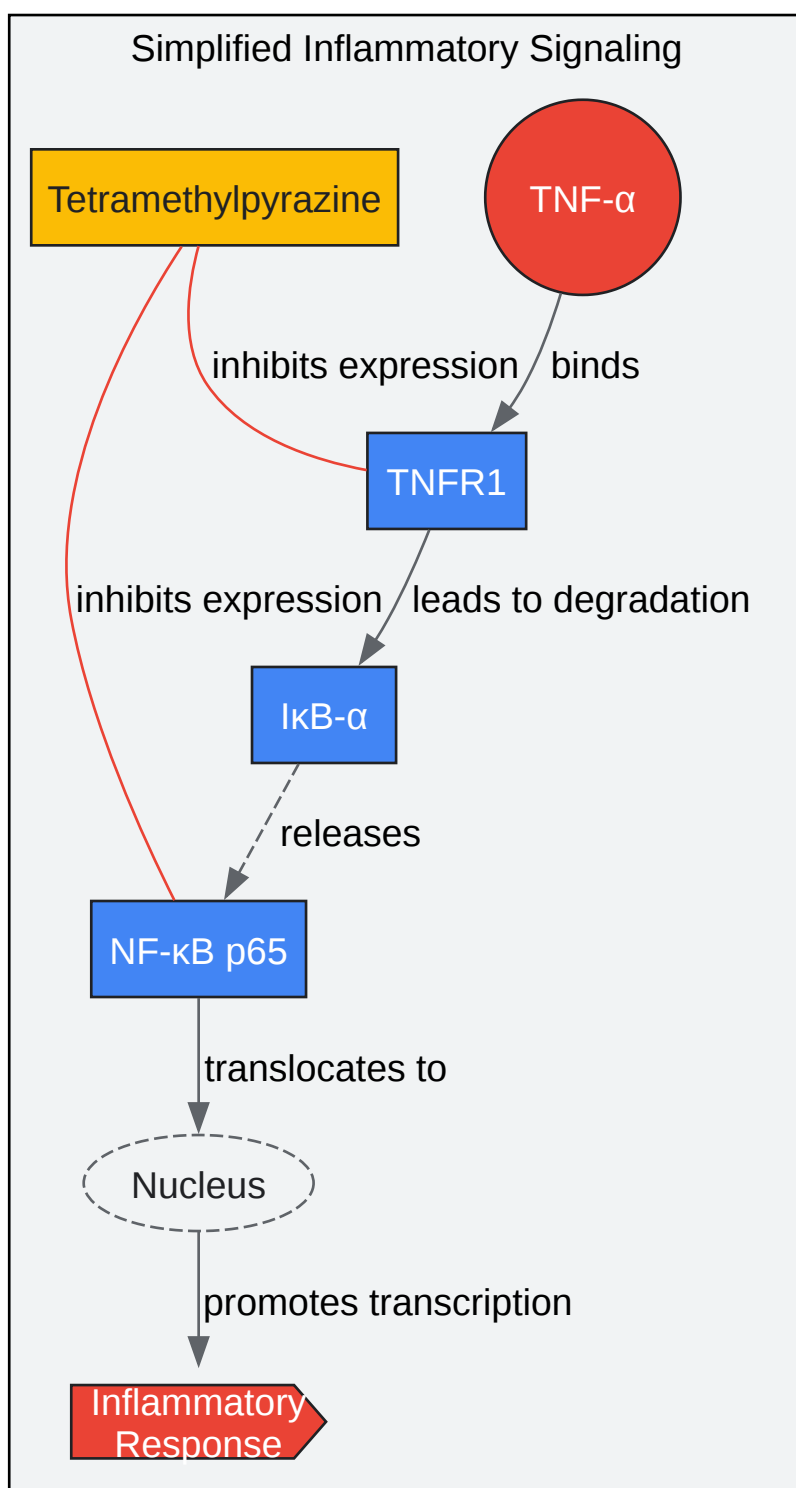 Simplified Inflammatory Signaling
Tetramethylpyrazine
TNF-α
inhibits expression
binds
TNFR1
inhibits expression
leads to degradation
IκB-α
releases
NF-κB p65
translocates to
Nucleus
promotes transcription
Inflammatory
Response